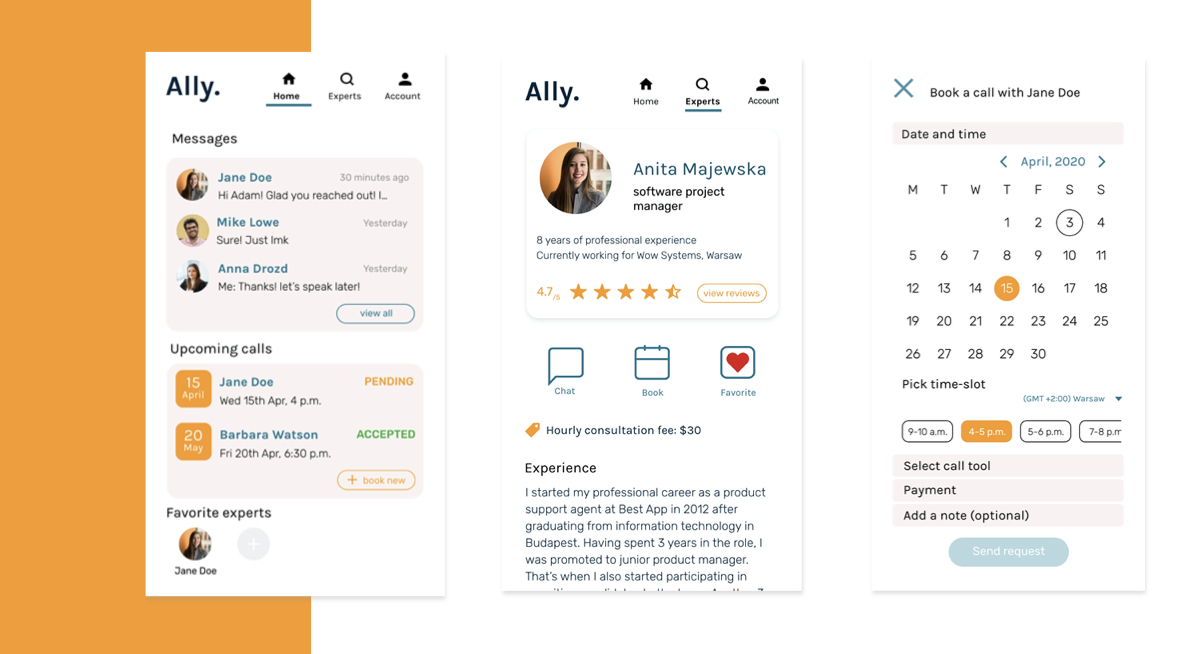 Ally.
Home
Experts
Account
Messages
Jane Doe
30 minutes ago
Hi Adam! Glad you reached out! I...
Mike Lowe
Yesterday
Sure! Just lmk
Anna Drozd
Yesterday
Me: Thanks! let's speak later!
view all
Upcoming calls
15 April
Jane Doe
PENDING
Wed 15th Apr, 4 p.m.
20 May
Barbara Watson
ACCEPTED
Fri 20th Apr, 6:30 p.m.
+ book new
Favorite experts
+
Jane Doe
Ally.
Home
Experts
Account
Anita Majewska
software project
manager
8 years of professional experience
Currently working for Wow Systems, Warsaw
4.7/5
view reviews
Chat
Book
Favorite
Hourly consultation fee: $30
Experience
I started my professional career as a product
support agent at Best App in 2012 after
graduating from information technology in
Budapest. Having spent 3 years in the role, I
was promoted to junior product manager.
That's when I also started participating in
Book a call with Jane Doe
Date and time
April, 2020
M T W T F S S
1 2 3 4
5 6 7 8 9 10 11
12 13 14 15 16 17 18
19 20 21 22 23 24 25
26 27 28 29 30
Pick time-slot
(GMT +2:00) Warsaw
9-10 a.m.
4-5 p.m.
5-6 p.m.
7-8 p.m
Select call tool
Payment
Add a note (optional)
Send request